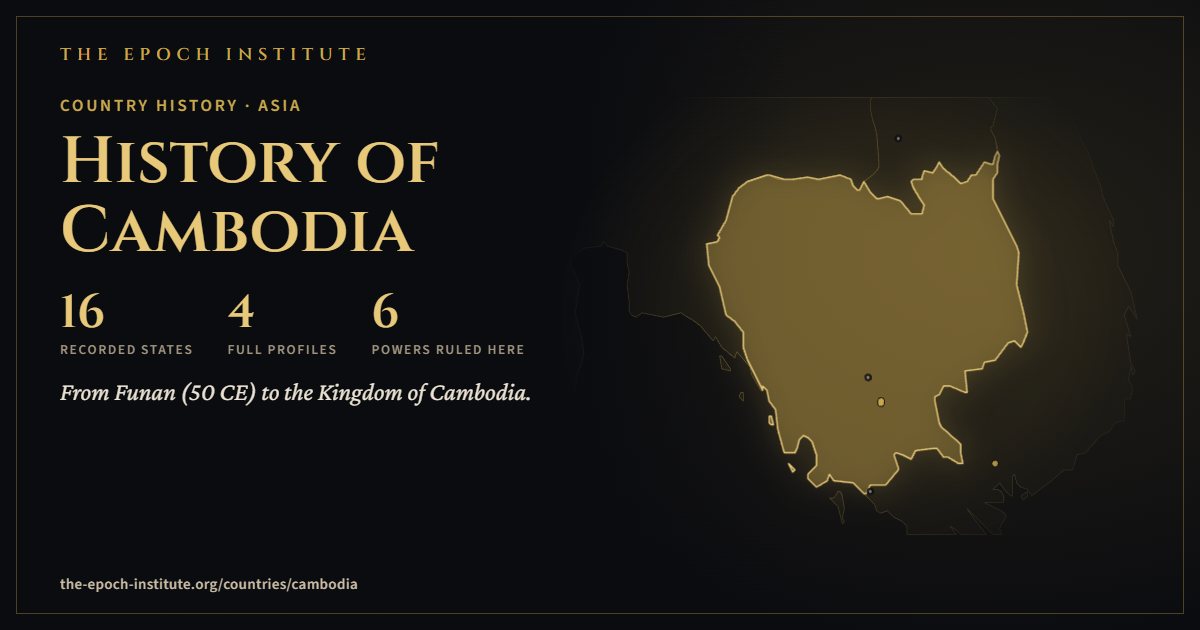 THE EPOCH INSTITUTE
COUNTRY HISTORY · ASIA
HISTORY OF
CAMBODIA
16 4 6
RECORDED STATES FULL PROFILES POWERS RULED HERE
From Funan (50 CE) to the Kingdom of Cambodia.
the-epoch-institute.org/countries/cambodia